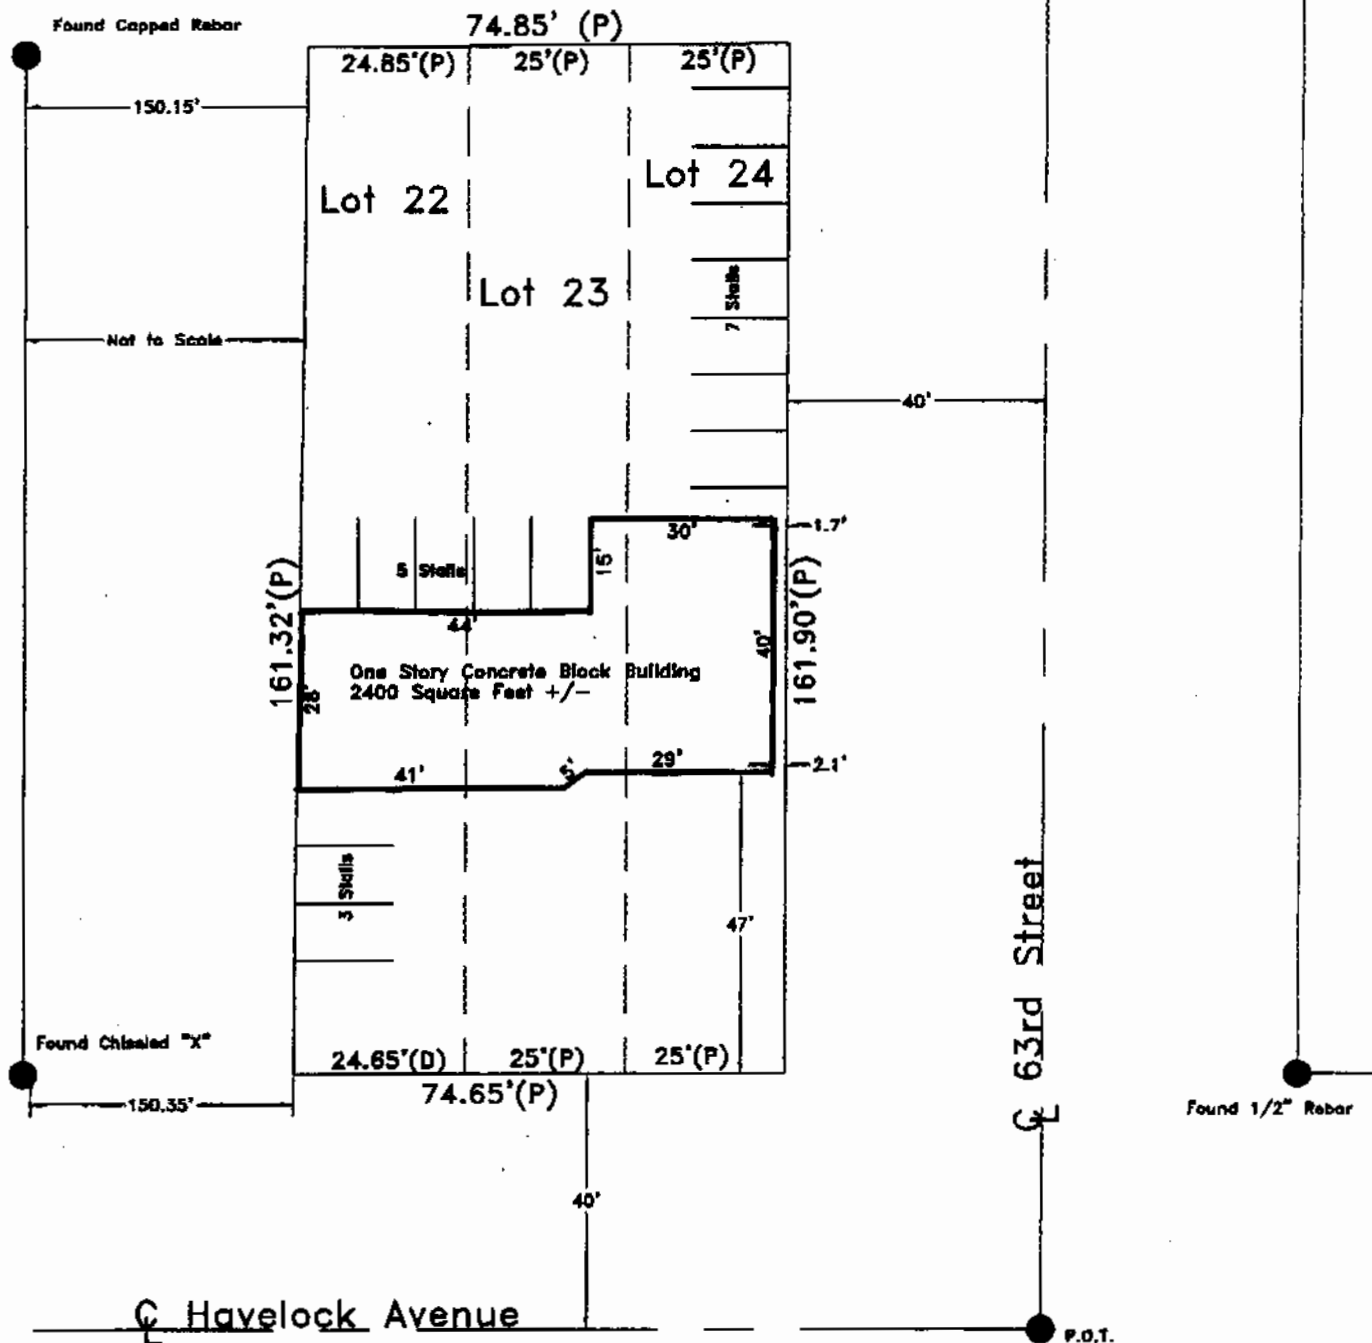 Found Capped Rebar
74.85' (P)
24.85'(P)
25'(P)
25'(P)
150.15'
Lot 22
Lot 24
Lot 23
7 Stalls
Not to Scale
40'
30'
1.7'
15'
5 Stalls
44'
161.32'(P)
28'
One Story Concrete Block Building
2400 Square Feet +/-
40'
161.90'(P)
41'
5'
29'
2.1'
3 Stalls
47'
℄ 63rd Street
Found Chiseled "X"
24.65'(D)
25'(P)
25'(P)
74.65'(P)
150.35'
Found 1/2" Rebar
40'
℄ Havelock Avenue
P.O.T.